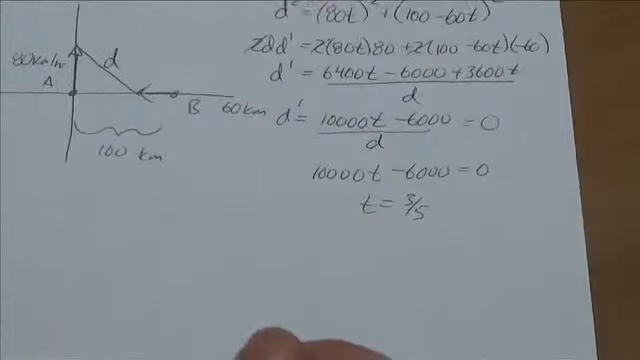 d² = (80t)² + (100-60t)²
2dd' = 2(80t)80 + 2(100-60t)(-60)
d' = 6400t - 6000 + 3600t
d
d' = 10000t - 6000 = 0
d
10000t - 6000 = 0
t = 3/5
80km/hr
d
A
B 60km
100 km